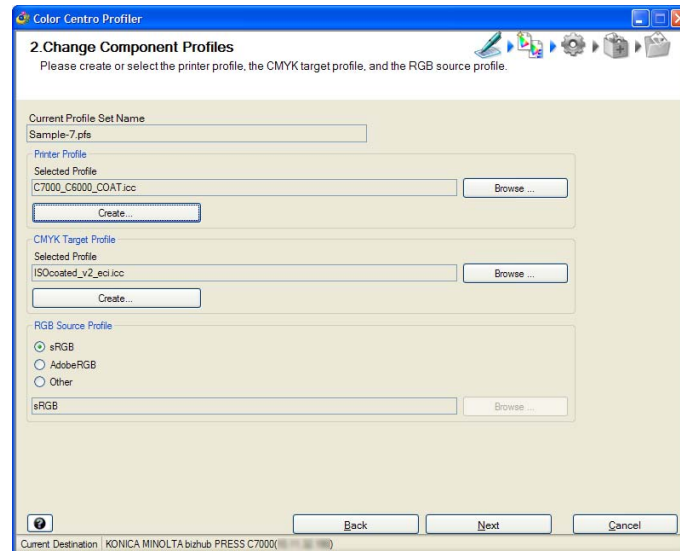 Color Centro Profiler
2.Change Component Profiles
Please create or select the printer profile, the CMYK target profile, and the RGB source profile.
Current Profile Set Name
Sample-7.pfs
Printer Profile
Selected Profile
C7000_C6000_COAT.icc
Browse ...
Create...
CMYK Target Profile
Selected Profile
ISOcoated_v2_eci.icc
Browse ...
Create...
RGB Source Profile
sRGB
AdobeRGB
Other
sRGB
Browse ...
?
Back
Next
Cancel
Current Destination KONICA MINOLTA bizhub PRESS C7000( )